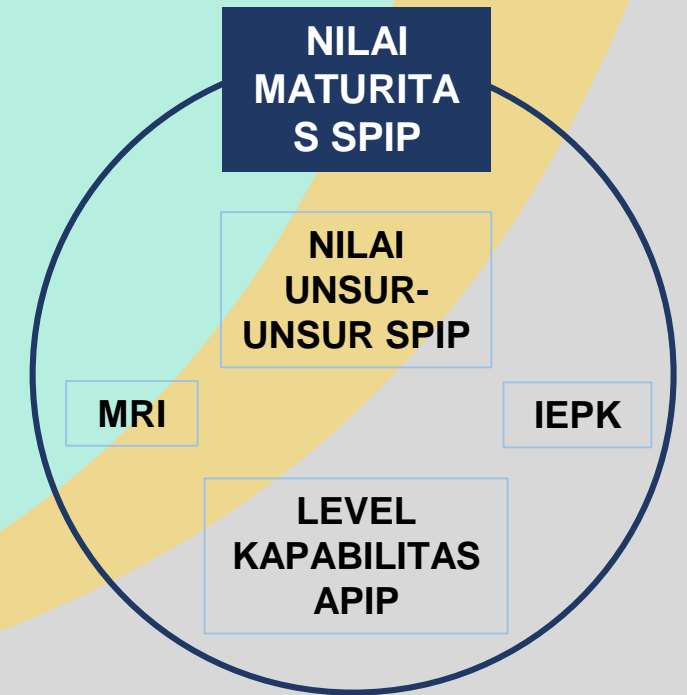 NILAI
MATURITA
S SPIP
NILAI
UNSUR-
UNSUR SPIP
MRI
IEPK
LEVEL
KAPABILITAS
APIP